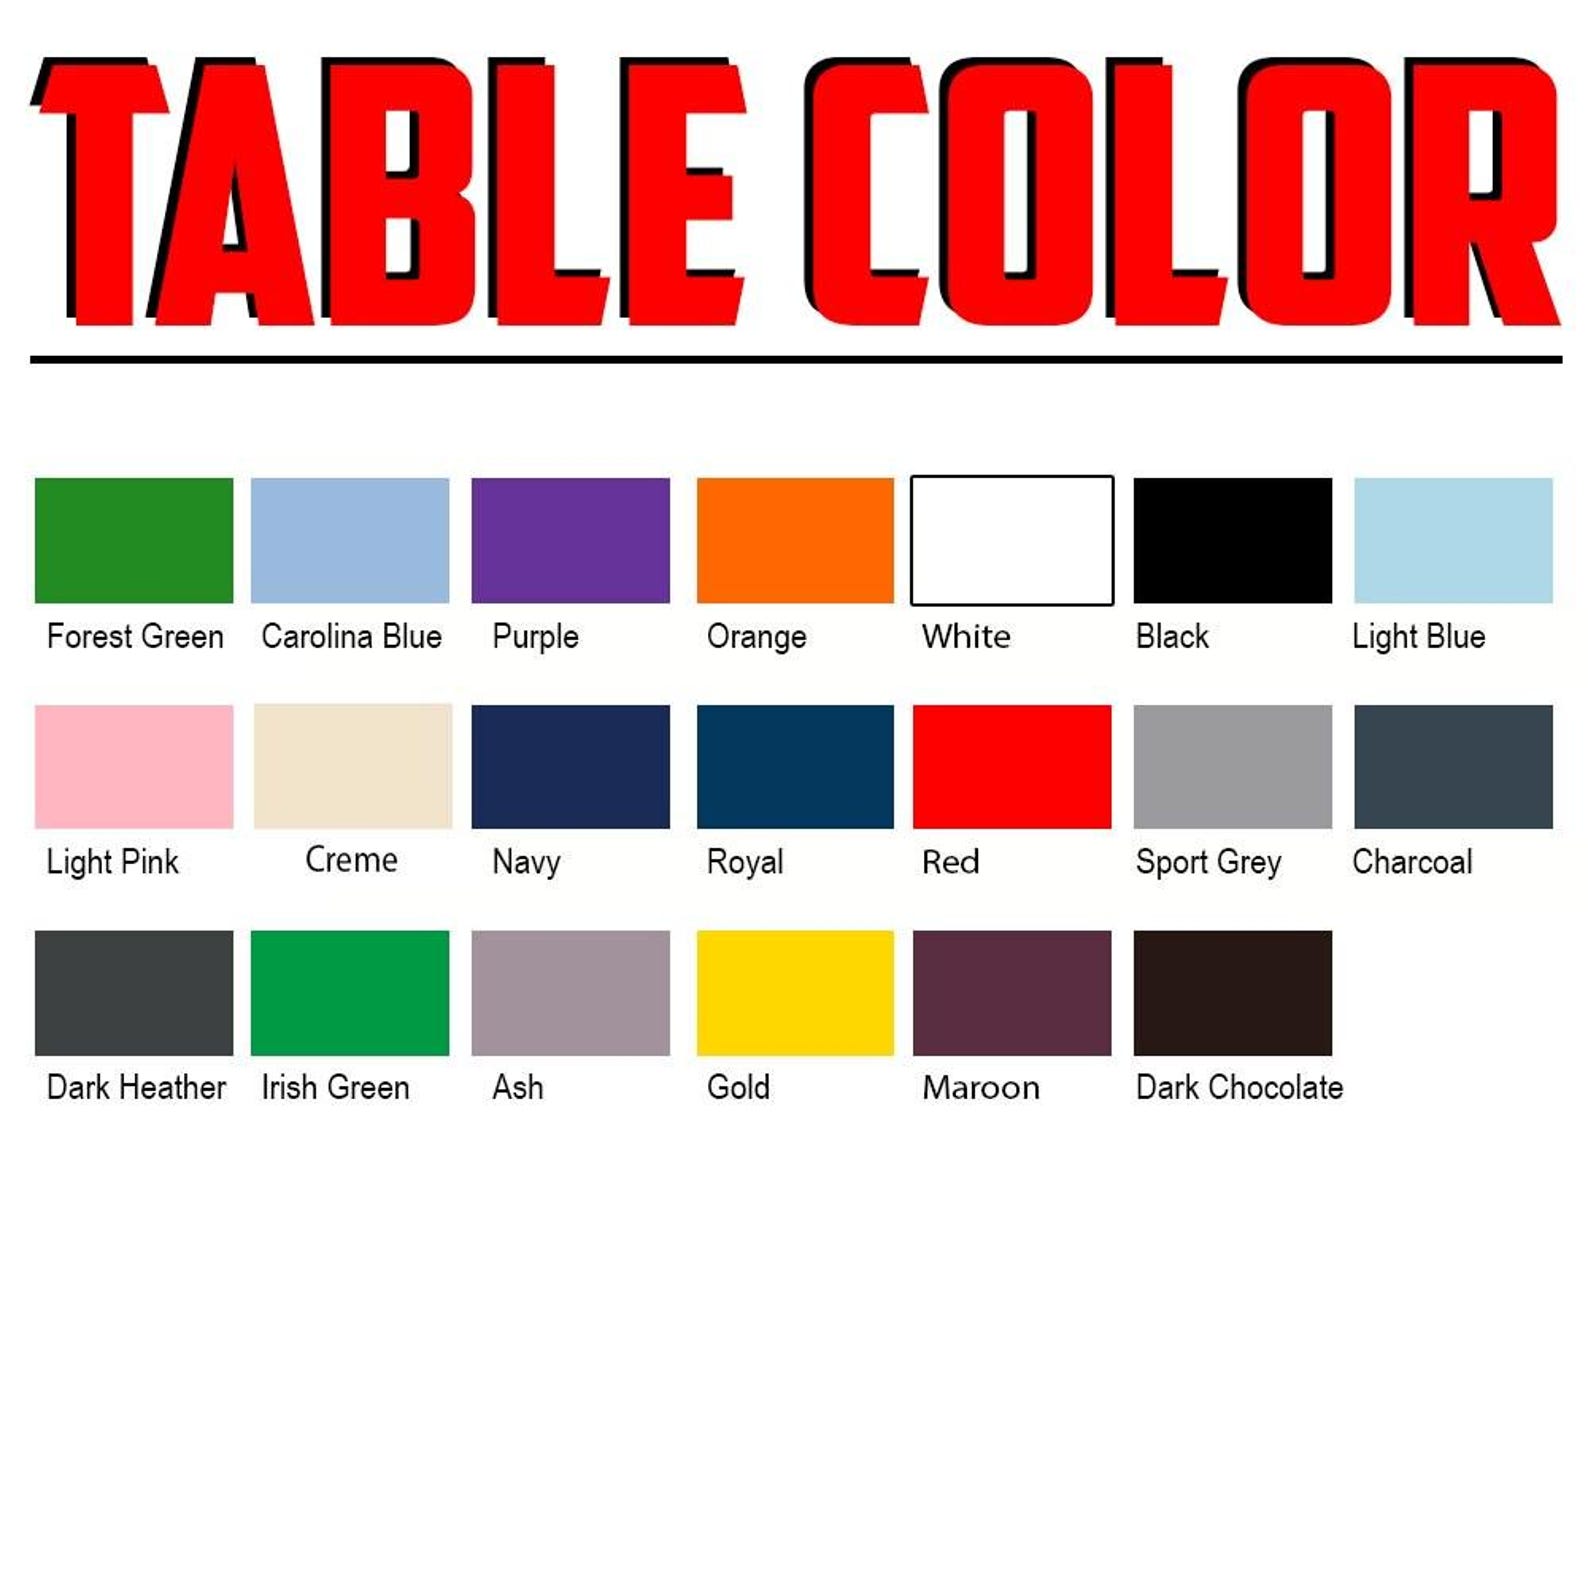 TABLE COLOR
Forest Green Carolina Blue Purple Orange White Black Light Blue
Light Pink Creme Navy Royal Red Sport Grey Charcoal
Dark Heather Irish Green Ash Gold Maroon Dark Chocolate